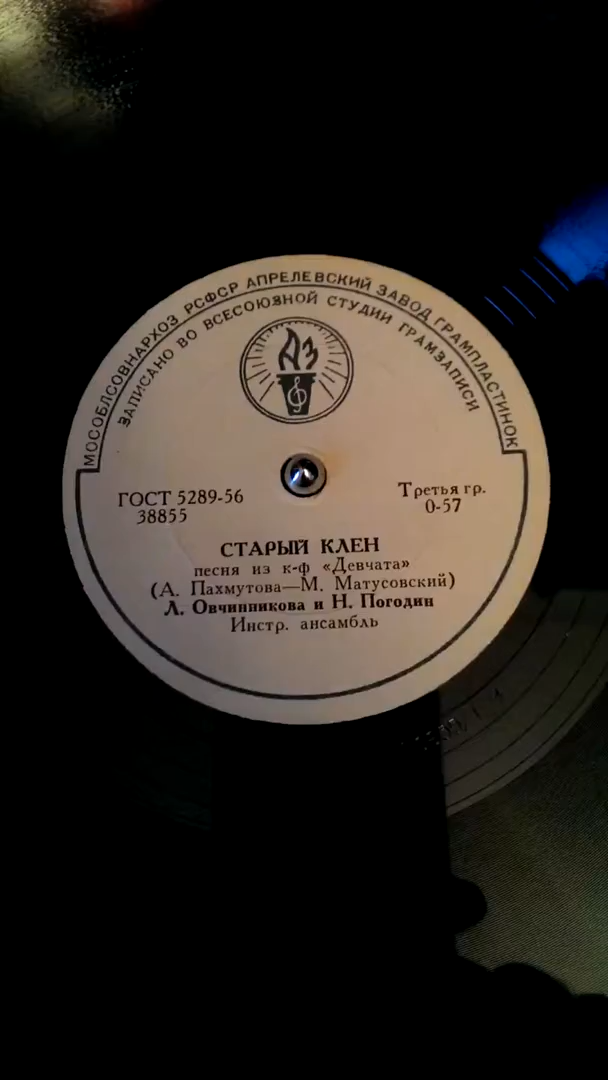 МОСОБЛСОВНАРХОЗ РСФСР АПРЕЛЕВСКИЙ ЗАВОД ГРАМПЛАСТИНОК
ЗАПИСАНО ВО ВСЕСОЮЗНОЙ СТУДИИ ГРАМЗАПИСИ
АЗ
ГОСТ 5289-56
38855
Третья гр.
0-57
СТАРЫЙ КЛЕН
песня из к-ф «Девчата»
(А. Пахмутова—М. Матусовский)
Л. Овчинникова и Н. Погодин
Инстр. ансамбль